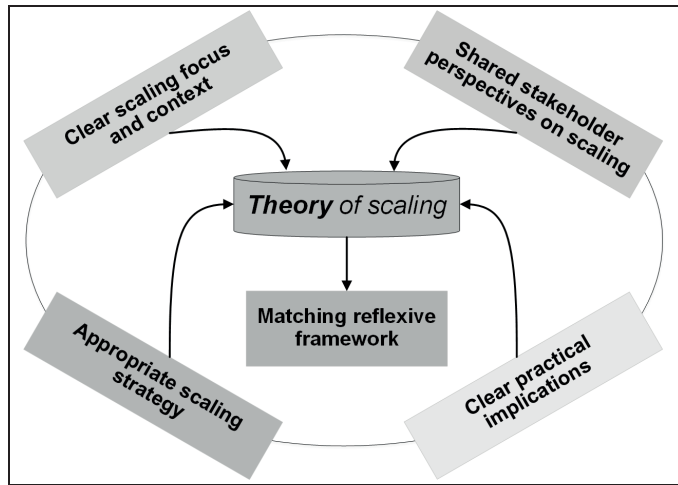 Clear scaling focus
and context
Shared stakeholder
perspectives on scaling
Theory of scaling
Matching reflexive
framework
Appropriate scaling
strategy
Clear practical
implications